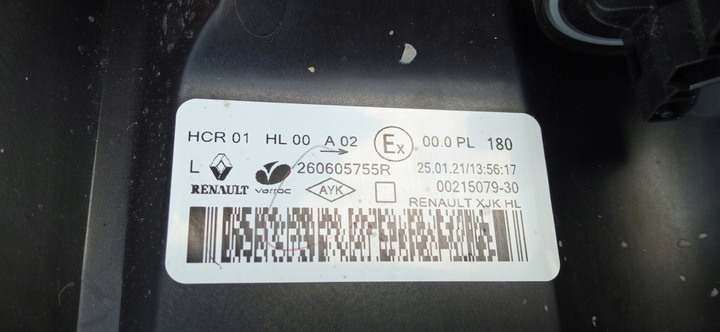 HCR 01 HL 00 A 02 Ex 00.0 PL 180
L 260605755R 25.01.21/13:56:17
RENAULT varroc AYK 00215079-30
RENAULT XJK HL